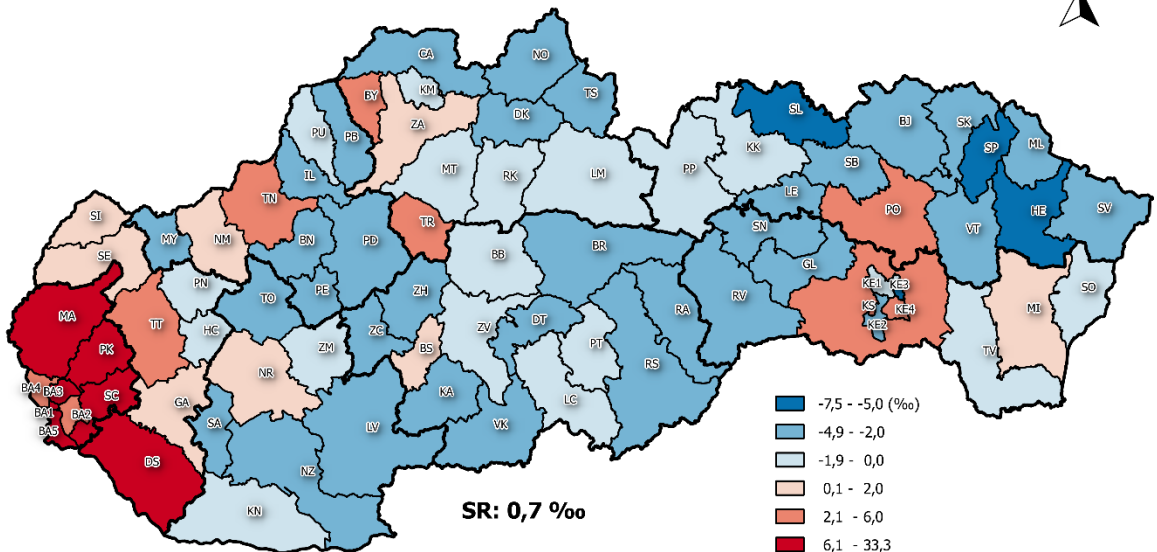 CA
NO
KM
BY
TS
ZA
DK
SL
PU
PB
BJ
SK
SP
ML
KK
SB
IL
MT
RK
LM
PP
LE
HE
TN
PO
SV
SI
TR
MY
NM
BN
SN
VT
SE
PD
BR
BB
GL
PN
PE
ZH
KE1
KE3
SO
TO
RV
RA
KS
KE4
MI
MA
TT
HC
ZV
DT
KE2
PK
ZM
ZC
BS
PT
TV
NR
RS
BA4
BA3
SC
GA
KA
LC
BA1
BA2
SA
LV
VK
BA5
DS
NZ
KN
SR: 0,7 ‰
-7,5 - -5,0 (‰)
-4,9 - -2,0
-1,9 - 0,0
0,1 - 2,0
2,1 - 6,0
6,1 - 33,3